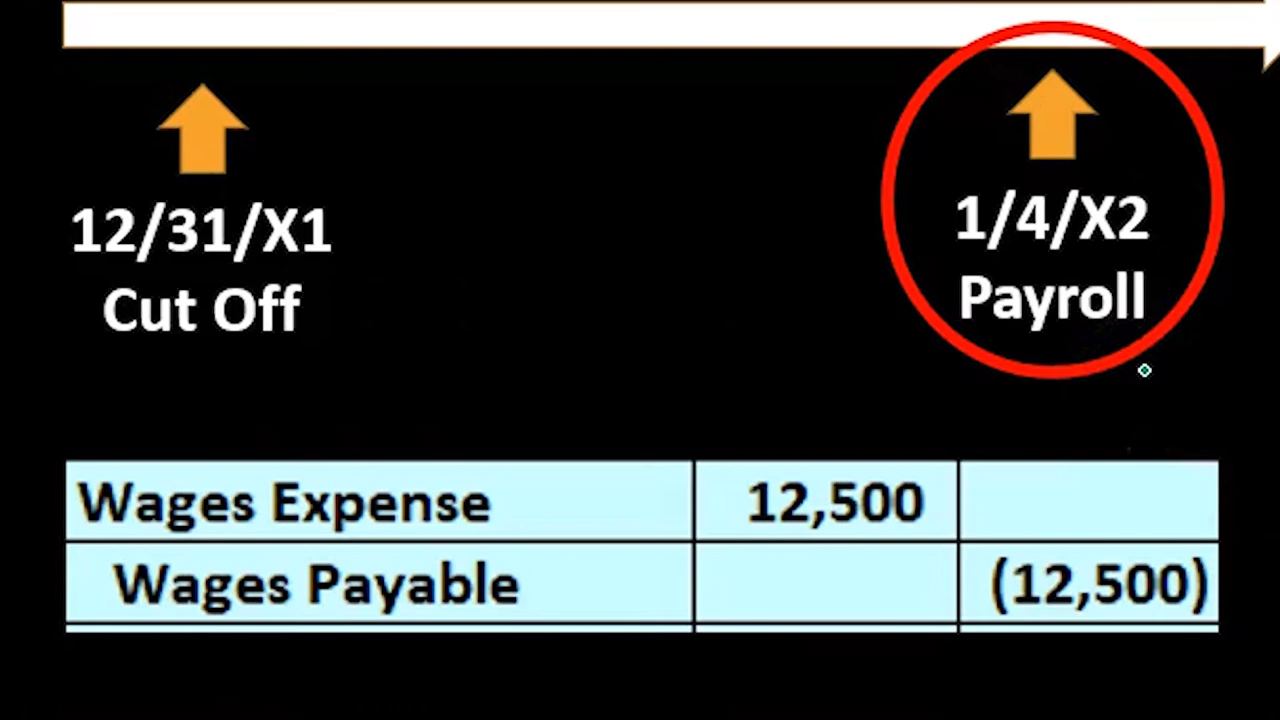 12/31/X1
Cut Off
1/4/X2
Payroll
Wages Expense 12,500
Wages Payable (12,500)